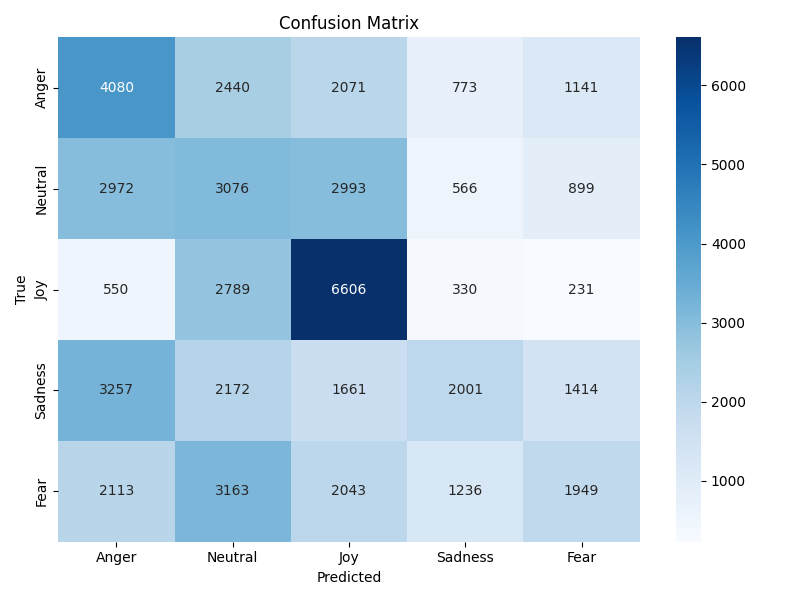 Confusion Matrix
True
Anger 4080 2440 2071 773 1141
Neutral 2972 3076 2993 566 899
Joy 550 2789 6606 330 231
Sadness 3257 2172 1661 2001 1414
Fear 2113 3163 2043 1236 1949
Anger Neutral Joy Sadness Fear
Predicted
6000
5000
4000
3000
2000
1000